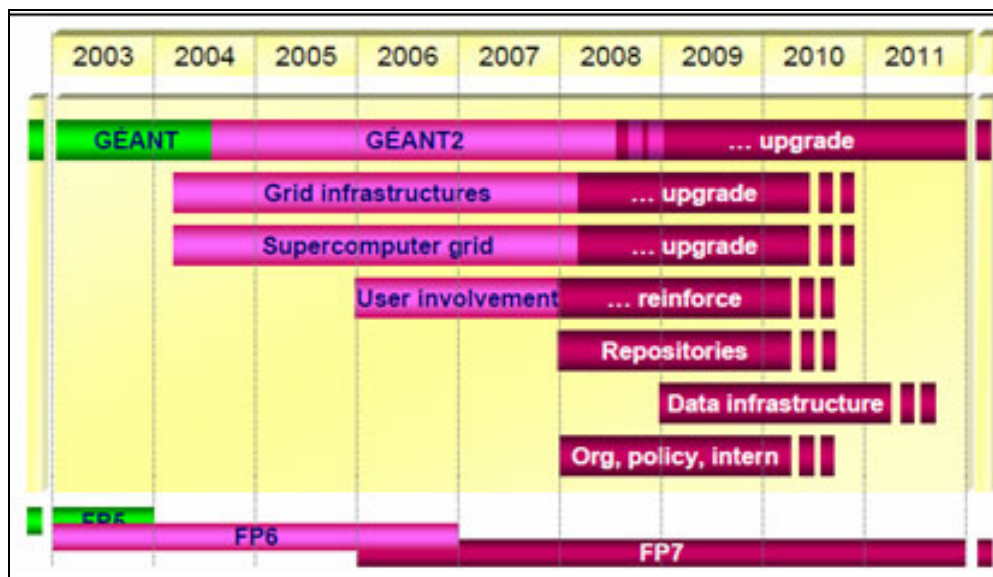 2003 2004 2005 2006 2007 2008 2009 2010 2011
GÉANT GÉANT2 ... upgrade
Grid infrastructures ... upgrade
Supercomputer grid ... upgrade
User involvement ... reinforce
Repositories
Data infrastructure
Org, policy, intern
FP5
FP6
FP7